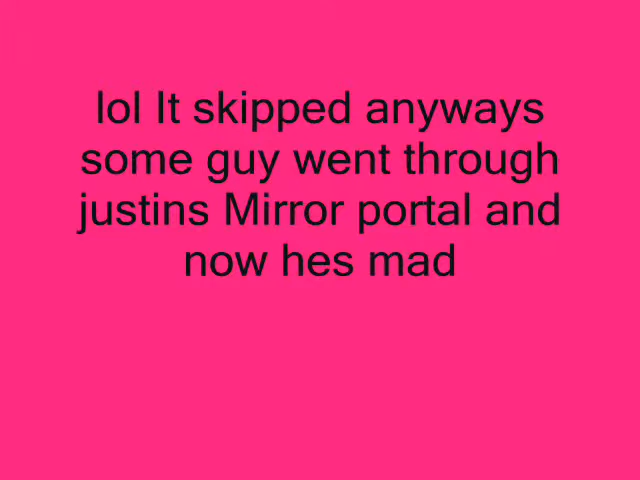 lol It skipped anyways
some guy went through
justins Mirror portal and
now hes mad